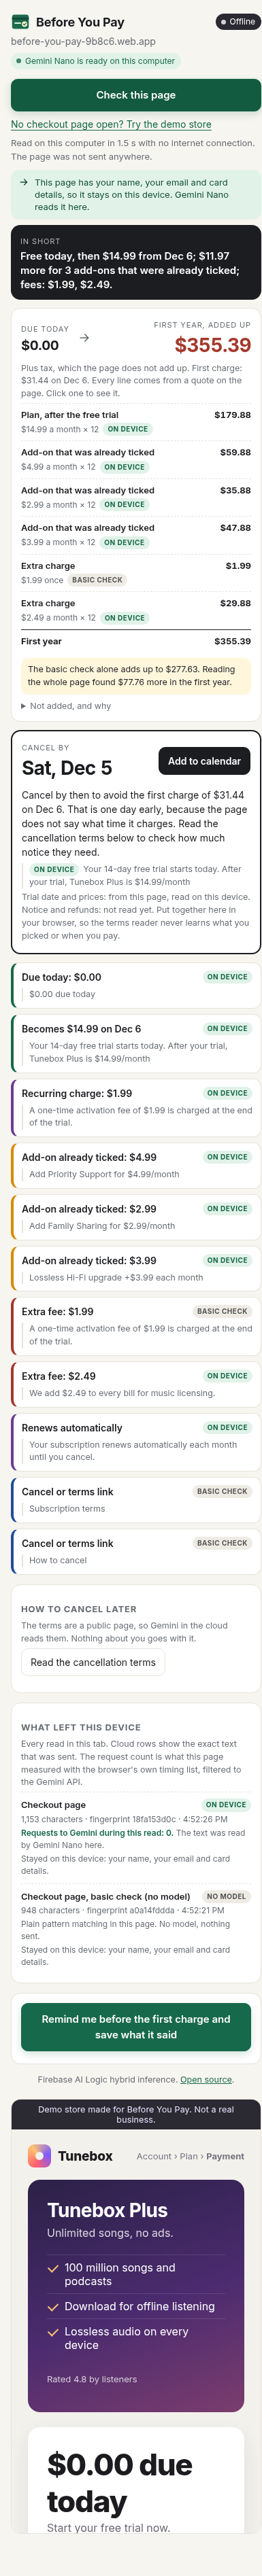 Before You Pay
Offline
before-you-pay-9b8c6.web.app
Gemini Nano is ready on this computer
Check this page
No checkout page open? Try the demo store
Read on this computer in 1.5 s with no internet connection.
The page was not sent anywhere.
→ This page has your name, your email and card
details, so it stays on this device. Gemini Nano
reads it here.
IN SHORT
Free today, then $14.99 from Dec 6; $11.97
more for 3 add-ons that were already ticked;
fees: $1.99, $2.49.
DUE TODAY
$0.00
→
FIRST YEAR, ADDED UP
$355.39
Plus tax, which the page does not add up. First charge:
$31.44 on Dec 6. Every line comes from a quote on the
page. Click one to see it.
Plan, after the free trial $179.88
$14.99 a month × 12 ON DEVICE
Add-on that was already ticked $59.88
$4.99 a month × 12 ON DEVICE
Add-on that was already ticked $35.88
$2.99 a month × 12 ON DEVICE
Add-on that was already ticked $47.88
$3.99 a month × 12 ON DEVICE
Extra charge $1.99
$1.99 once BASIC CHECK
Extra charge $29.88
$2.49 a month × 12 ON DEVICE
First year $355.39
The basic check alone adds up to $277.63. Reading
the whole page found $77.76 more in the first year.
▶ Not added, and why
CANCEL BY
Sat, Dec 5
Add to calendar
Cancel by then to avoid the first charge of $31.44
on Dec 6. That is one day early, because the page
does not say what time it charges. Read the
cancellation terms below to check how much
notice they need.
ON DEVICE Your 14-day free trial starts today. After
your trial, Tunebox Plus is $14.99/month
Trial date and prices: from this page, read on this device.
Notice and refunds: not read yet. Put together here in
your browser, so the terms reader never learns what you
picked or when you pay.
Due today: $0.00 ON DEVICE
$0.00 due today
Becomes $14.99 on Dec 6 ON DEVICE
Your 14-day free trial starts today. After your trial,
Tunebox Plus is $14.99/month
Recurring charge: $1.99 ON DEVICE
A one-time activation fee of $1.99 is charged at the end
of the trial.
Add-on already ticked: $4.99 ON DEVICE
Add Priority Support for $4.99/month
Add-on already ticked: $2.99 ON DEVICE
Add Family Sharing for $2.99/month
Add-on already ticked: $3.99 ON DEVICE
Lossless Hi-Fi upgrade +$3.99 each month
Extra fee: $1.99 BASIC CHECK
A one-time activation fee of $1.99 is charged at the end
of the trial.
Extra fee: $2.49 ON DEVICE
We add $2.49 to every bill for music licensing.
Renews automatically ON DEVICE
Your subscription renews automatically each month
until you cancel.
Cancel or terms link BASIC CHECK
Subscription terms
Cancel or terms link BASIC CHECK
How to cancel
HOW TO CANCEL LATER
The terms are a public page, so Gemini in the cloud
reads them. Nothing about you goes with it.
Read the cancellation terms
WHAT LEFT THIS DEVICE
Every read in this tab. Cloud rows show the exact text
that was sent. The request count is what this page
measured with the browser's own timing list, filtered to
the Gemini API.
Checkout page ON DEVICE
1,153 characters · fingerprint 18fa153d0c · 4:52:26 PM
Requests to Gemini during this read: 0. The text was read
by Gemini Nano here.
Stayed on this device: your name, your email and card
details.
Checkout page, basic check (no model) NO MODEL
948 characters · fingerprint a0a14fddda · 4:52:21 PM
Plain pattern matching in this page. No model, nothing
sent.
Stayed on this device: your name, your email and card
details.
Remind me before the first charge and
save what it said
Firebase AI Logic hybrid inference. Open source.
Demo store made for Before You Pay. Not a real
business.
Tunebox
Account › Plan › Payment
Tunebox Plus
Unlimited songs, no ads.
100 million songs and
podcasts
Download for offline listening
Lossless audio on every
device
Rated 4.8 by listeners
$0.00 due
today
Start your free trial now.